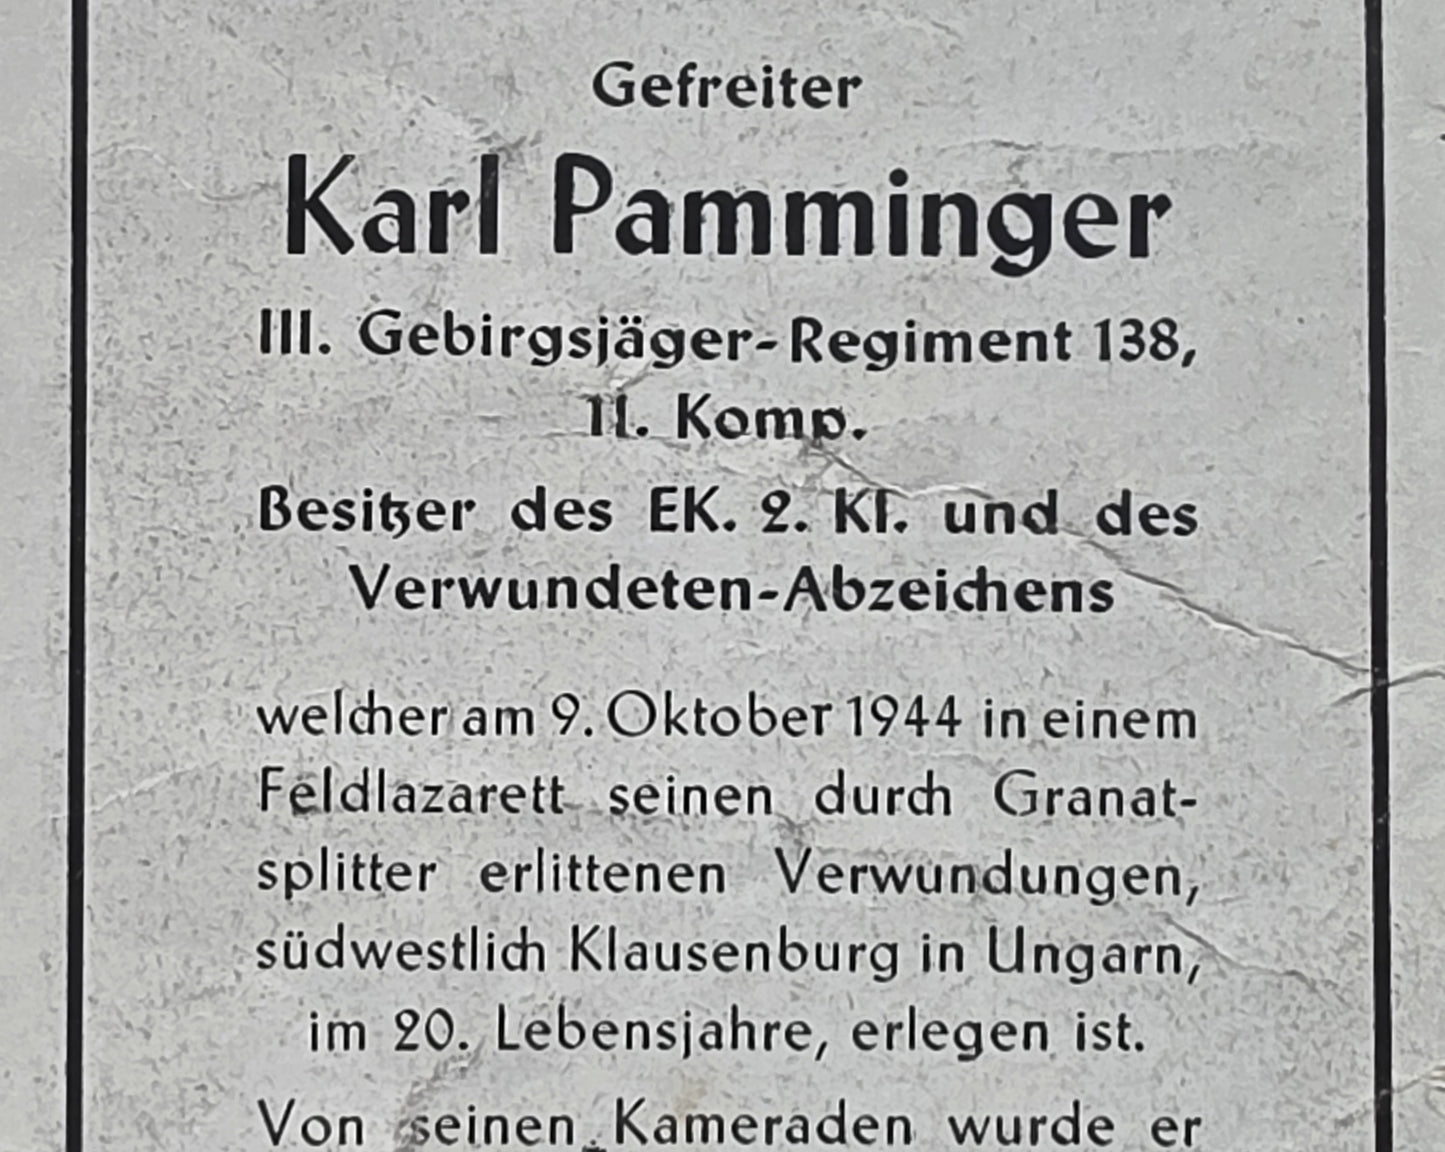 Gefreiter
Karl Pamminger
III. Gebirgsjäger-Regiment 138,
11. Komp.
Besitzer des EK. 2. Kl. und des
Verwundeten-Abzeichens
welcher am 9. Oktober 1944 in einem
Feldlazarett seinen durch Granat-
splitter erlittenen Verwundungen,
südwestlich Klausenburg in Ungarn,
im 20. Lebensjahre, erlegen ist.
Von seinen Kameraden wurde er